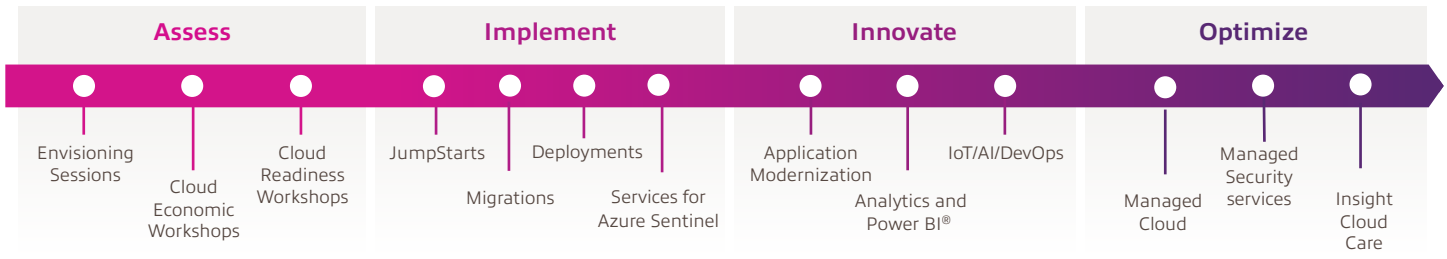 Assess
Envisioning
Sessions
Cloud
Economic
Workshops
Cloud
Readiness
Workshops
Implement
JumpStarts
Migrations
Deployments
Services for
Azure Sentinel
Innovate
Application
Modernization
Analytics and
Power BI®
IoT/AI/DevOps
Optimize
Managed
Cloud
Managed
Security
services
Insight
Cloud
Care